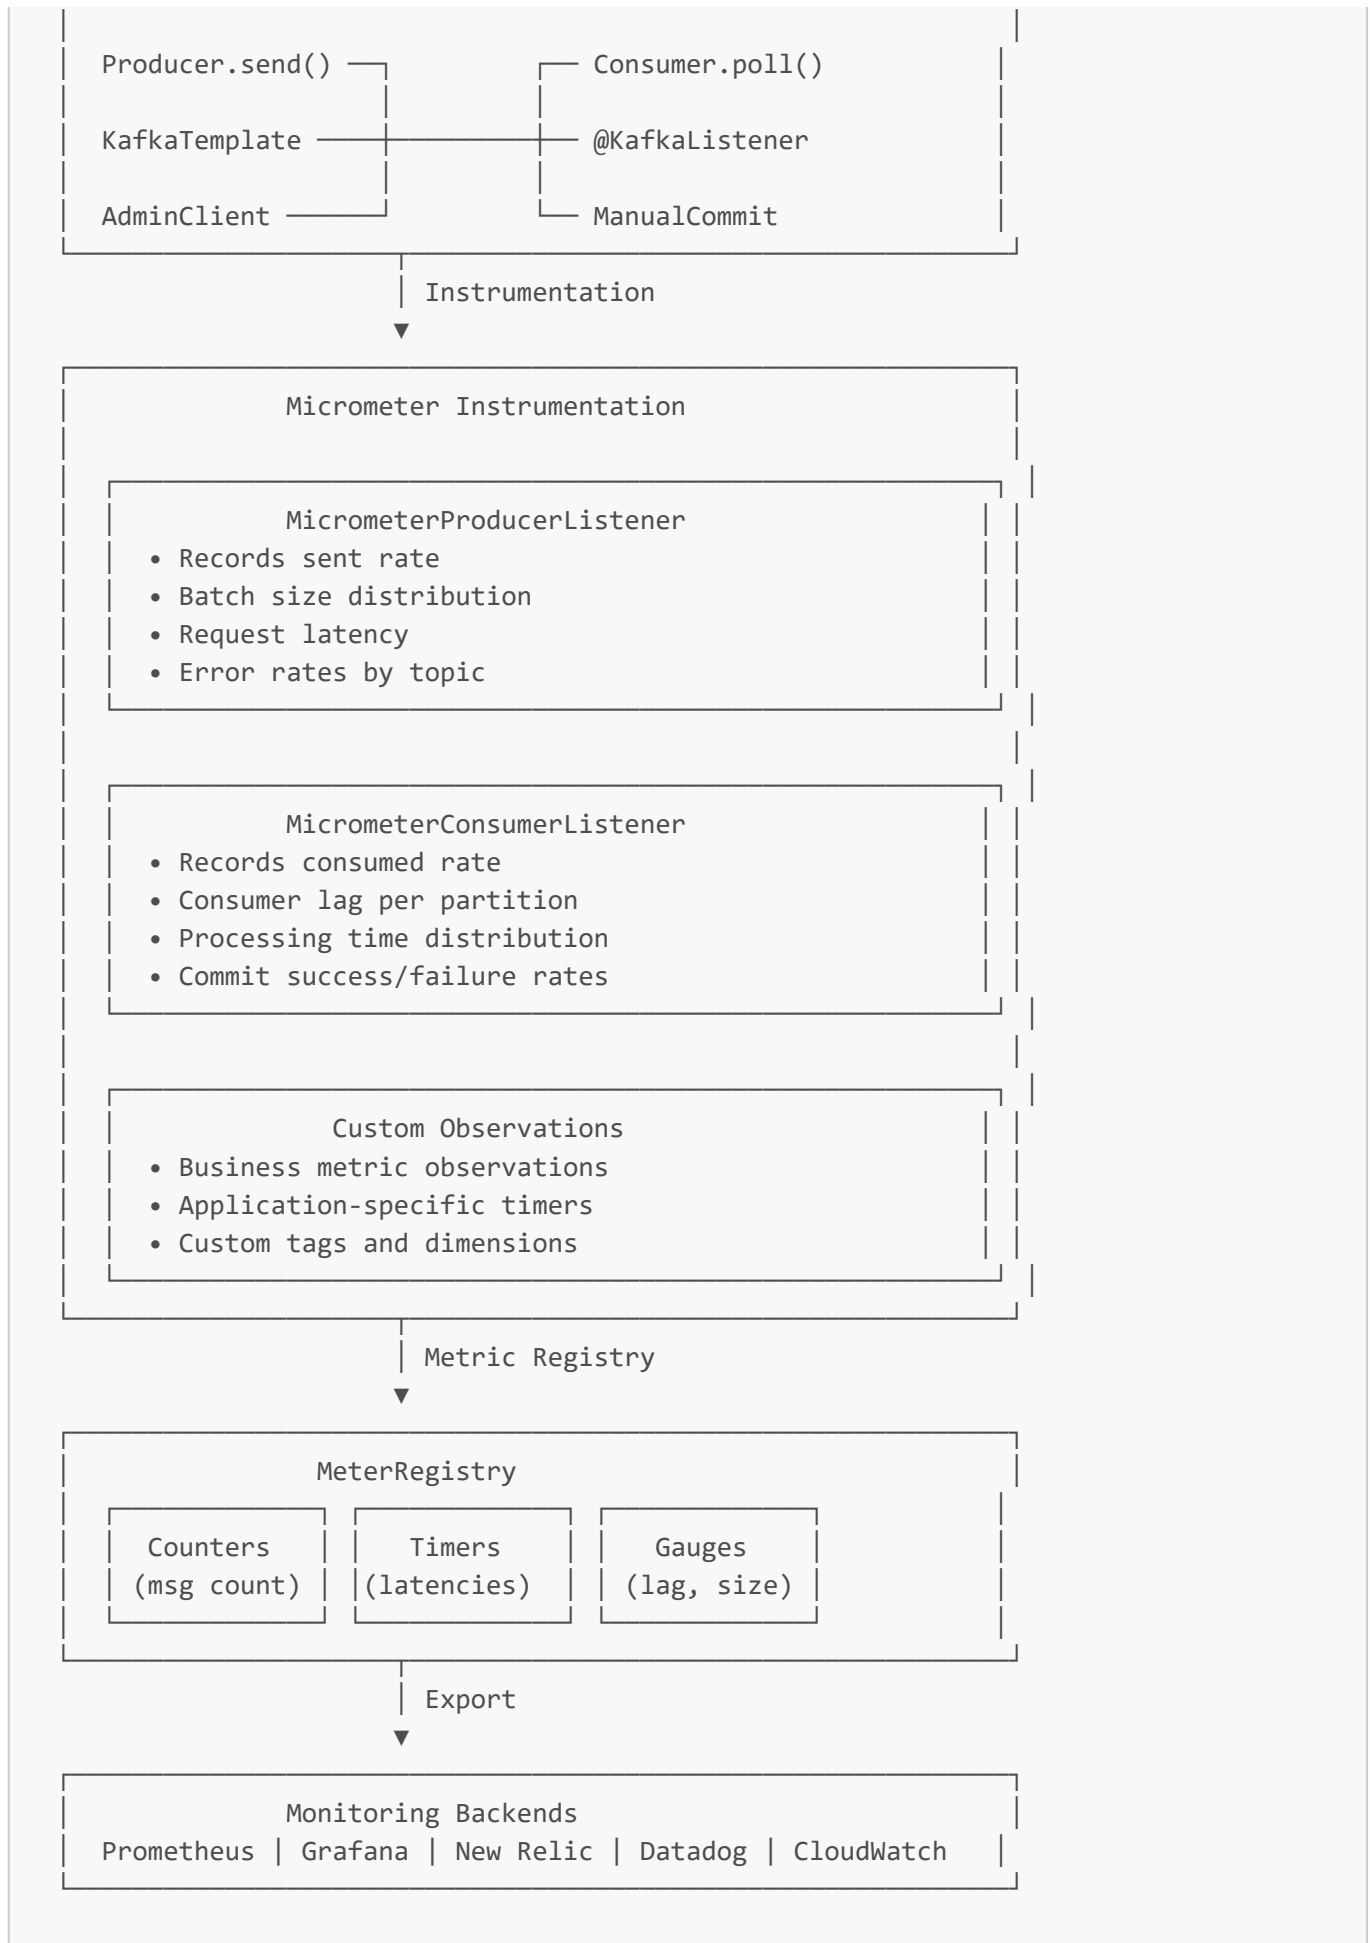 Producer.send() Consumer.poll()
KafkaTemplate @KafkaListener
AdminClient ManualCommit
Instrumentation
Micrometer Instrumentation
MicrometerProducerListener
• Records sent rate
• Batch size distribution
• Request latency
• Error rates by topic
MicrometerConsumerListener
• Records consumed rate
• Consumer lag per partition
• Processing time distribution
• Commit success/failure rates
Custom Observations
• Business metric observations
• Application-specific timers
• Custom tags and dimensions
Metric Registry
MeterRegistry
Counters Timers Gauges
(msg count) (latencies) (lag, size)
Export
Monitoring Backends
Prometheus | Grafana | New Relic | Datadog | CloudWatch